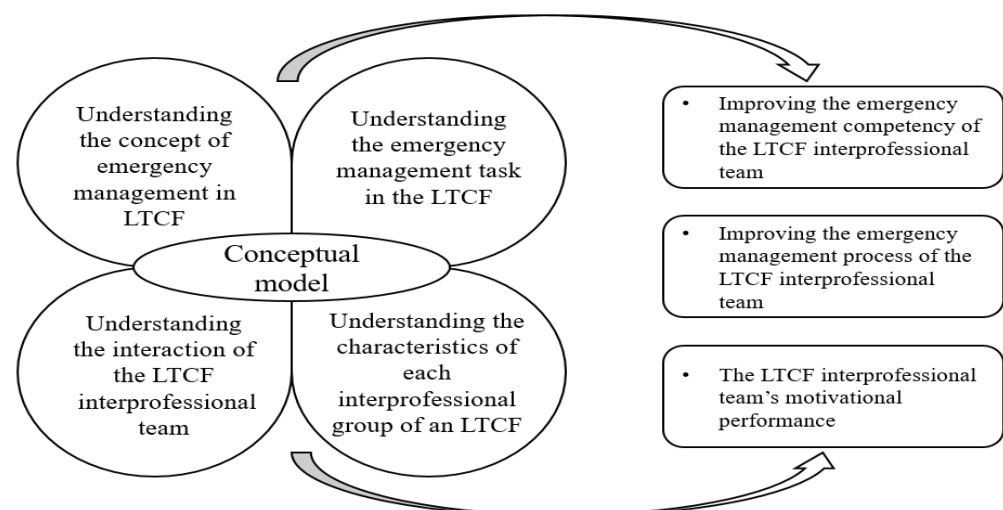 Understanding
the concept of
emergency
management in
LTCF
Understanding
the emergency
management task
in the LTCF
Conceptual
model
Understanding
the interaction of
the LTCF
interprofessional
team
Understanding the
characteristics of
each
interprofessional
group of an LTCF
• Improving the emergency
management competency of
the LTCF interprofessional
team
• Improving the emergency
management process of the
LTCF interprofessional
team
• The LTCF interprofessional
team’s motivational
performance